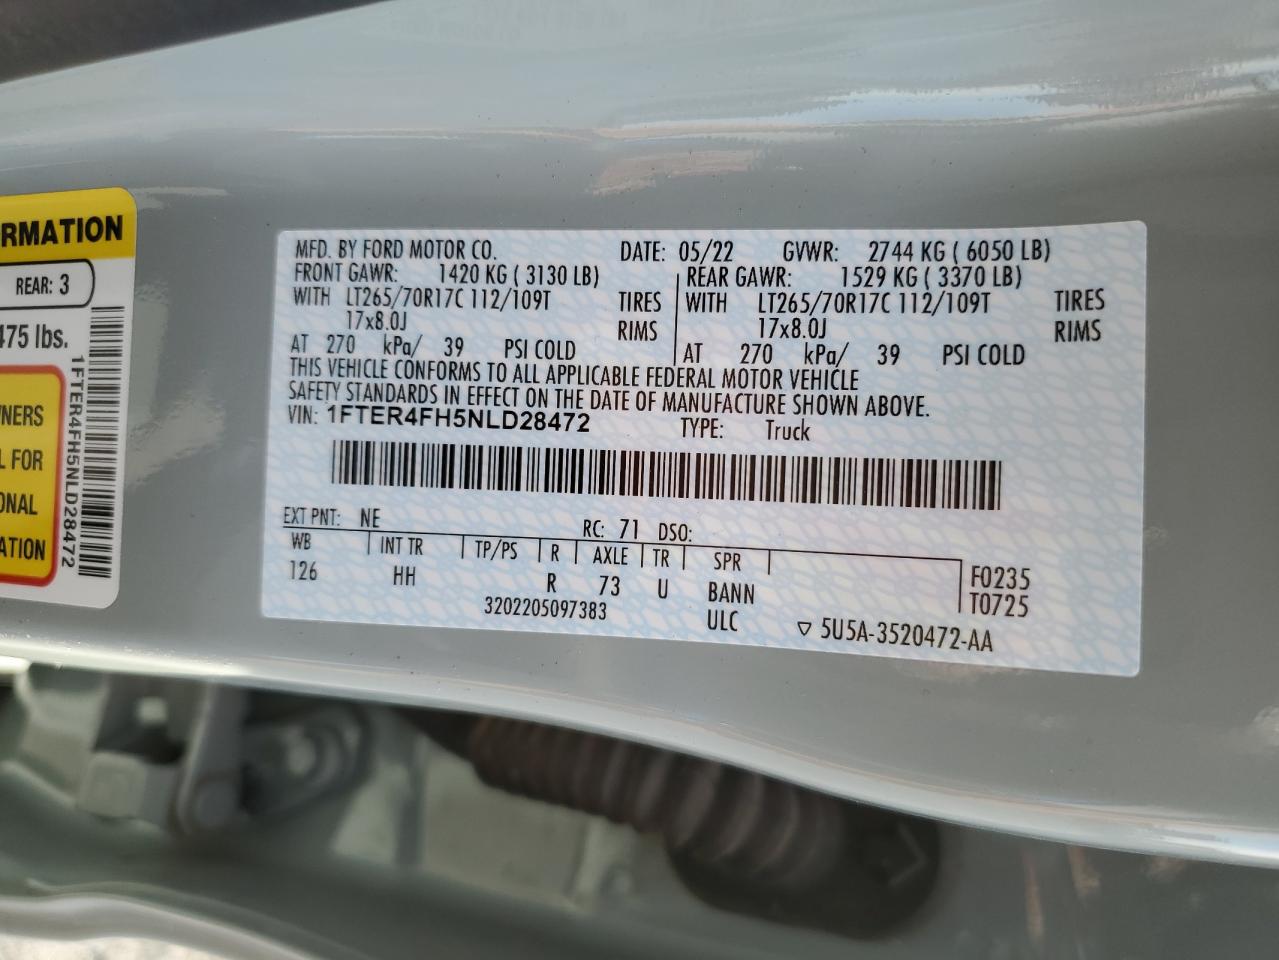 RMATION
REAR: 3
475 lbs.
1FTER4FH5NLD28472
WNERS
L FOR
ONAL
ATION
MFD. BY FORD MOTOR CO. DATE: 05/22 GVWR: 2744 KG ( 6050 LB)
FRONT GAWR: 1420 KG ( 3130 LB) REAR GAWR: 1529 KG ( 3370 LB)
WITH LT265/70R17C 112/109T TIRES WITH LT265/70R17C 112/109T TIRES
17x8.0J RIMS 17x8.0J RIMS
AT 270 kPa/ 39 PSI COLD AT 270 kPa/ 39 PSI COLD
THIS VEHICLE CONFORMS TO ALL APPLICABLE FEDERAL MOTOR VEHICLE
SAFETY STANDARDS IN EFFECT ON THE DATE OF MANUFACTURE SHOWN ABOVE.
VIN: 1FTER4FH5NLD28472 TYPE: Truck
EXT PNT: NE RC: 71 DSO:
WB INT TR TP/PS R AXLE TR SPR
126 HH R 73 U BANN F0235
3202205097383 ULC T0725
▽ 5U5A-3520472-AA